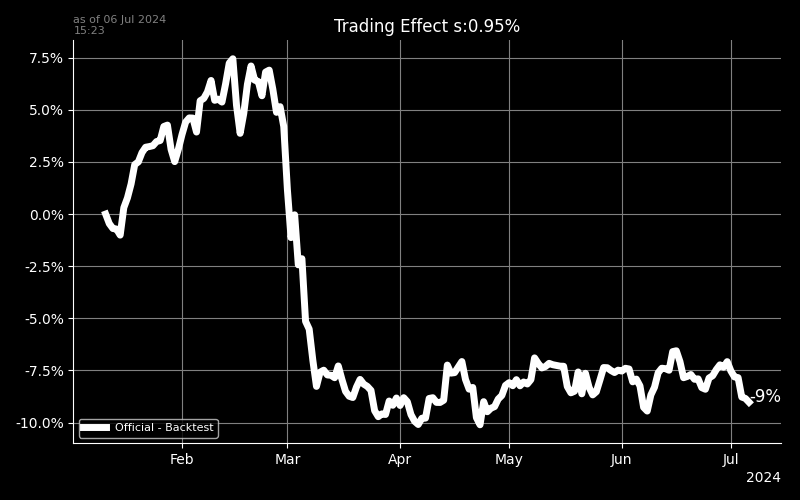 as of 06 Jul 2024
15:23
Trading Effect s:0.95%
7.5%
5.0%
2.5%
0.0%
-2.5%
-5.0%
-7.5%
-10.0%
-9%
Official - Backtest
Feb Mar Apr May Jun Jul
2024